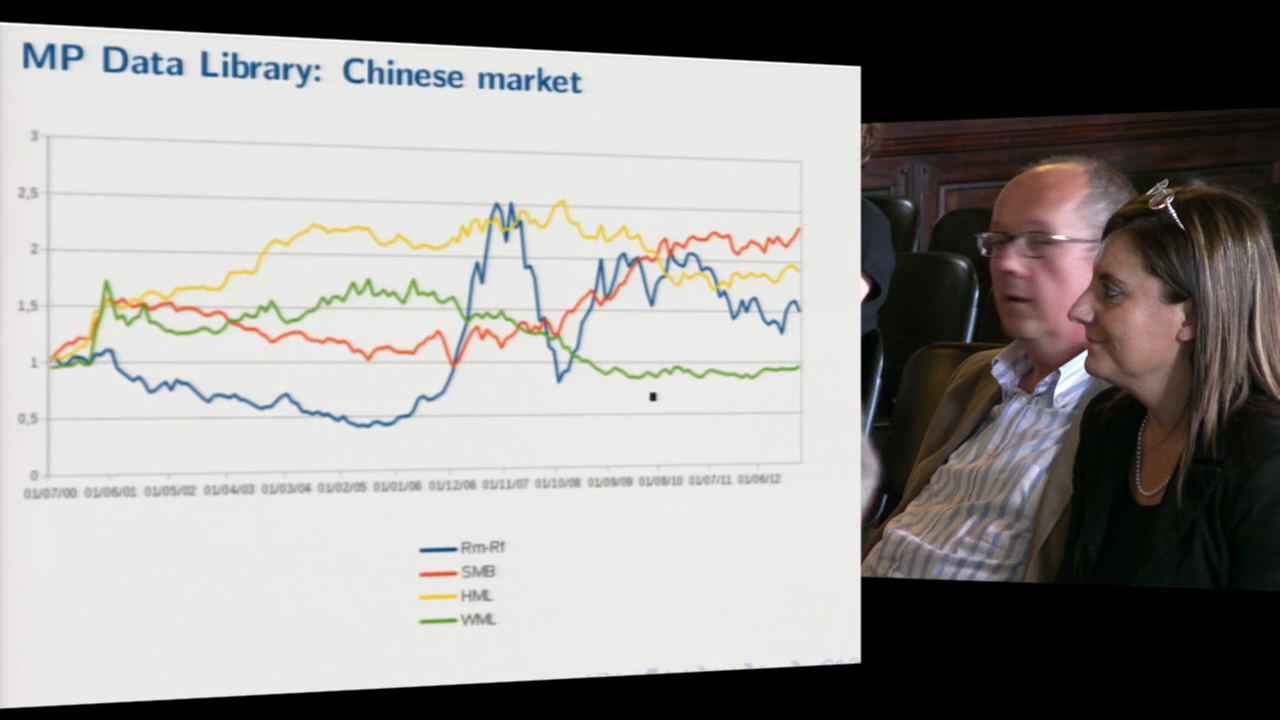 MP Data Library: Chinese market
3
2,5
2
1,5
1
0,5
0
01/07/00 01/06/01 01/05/02 01/04/03 01/03/04 01/02/05 01/01/06 01/12/06 01/11/07 01/10/08 01/09/09 01/08/10 01/07/11 01/06/12
Rm-Rf
SMB
HML
WML